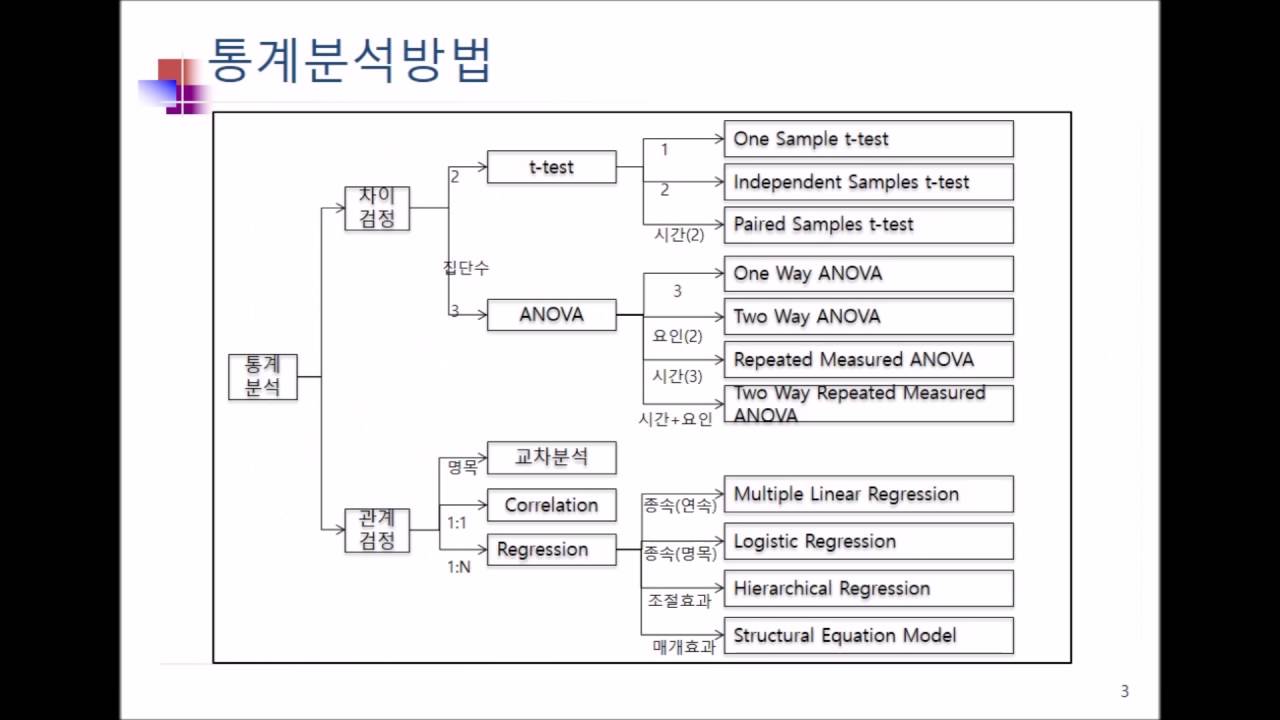 통계분석방법
통계
분석
차이
검정
집단수
2
t-test
1
One Sample t-test
2
Independent Samples t-test
시간(2)
Paired Samples t-test
3
ANOVA
3
One Way ANOVA
요인(2)
Two Way ANOVA
시간(3)
Repeated Measured ANOVA
시간+요인
Two Way Repeated Measured
ANOVA
관계
검정
명목
교차분석
1:1
Correlation
1:N
Regression
종속(연속)
Multiple Linear Regression
종속(명목)
Logistic Regression
조절효과
Hierarchical Regression
매개효과
Structural Equation Model
3